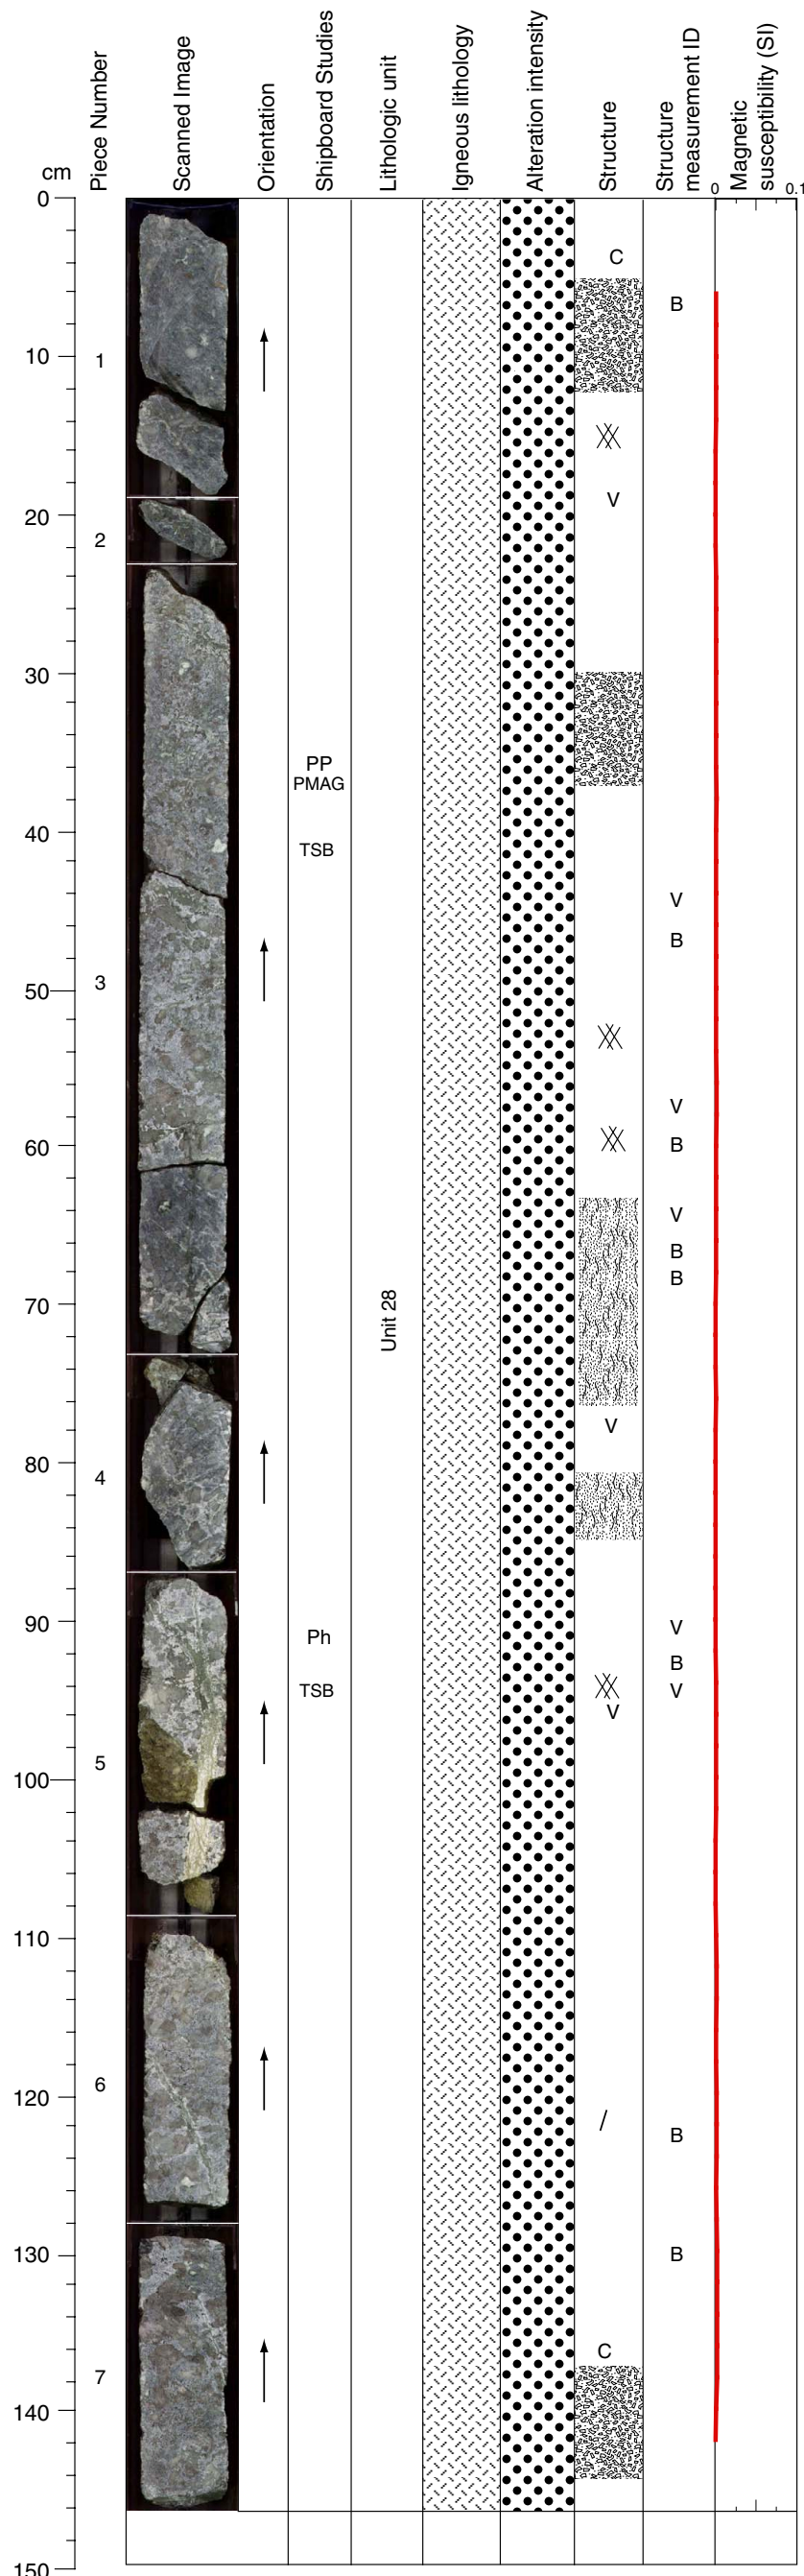 cm
Piece Number
Scanned Image
Orientation
Shipboard Studies
Lithologic unit
Igneous lithology
Alteration intensity
Structure
Structure
measurement ID
Magnetic
susceptibility (SI)
0 0.1
0
C
B
10
1
V
20
2
30
PP
PMAG
40
TSB
V
B
3
50
V
60
B
V
B
B
70
Unit 28
V
80
4
90
V
Ph
B
TSB
V
V
5
100
110
6
120
B
130
B
C
7
140
150